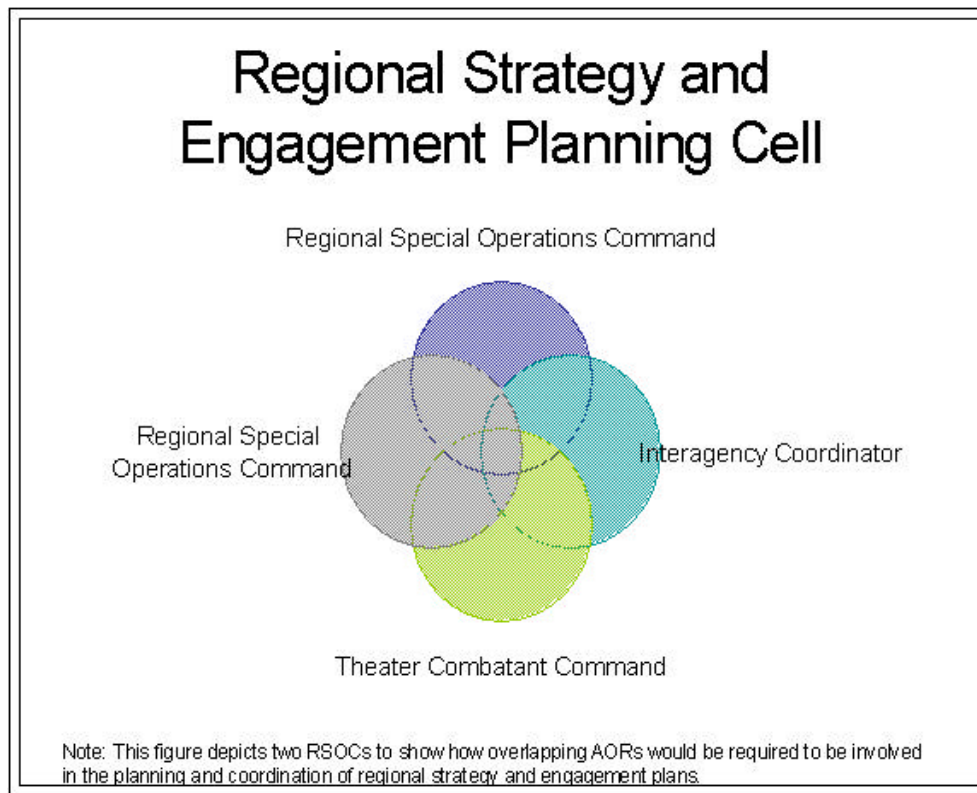 Regional Strategy and
Engagement Planning Cell
Regional Special Operations Command
Regional Special
Operations Command
Interagency Coordinator
Theater Combatant Command
Note: This figure depicts two RSOCs to show how overlapping AORs would be required to be involved
in the planning and coordination of regional strategy and engagement plans.